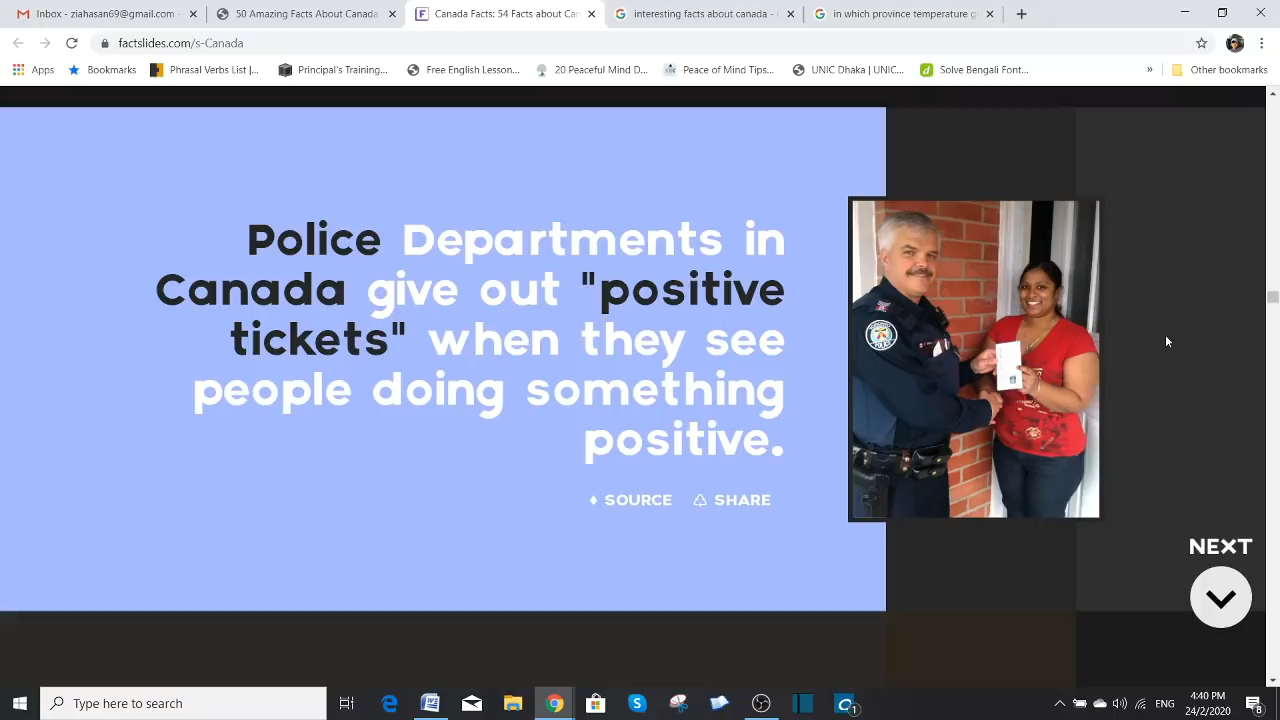 Inbox - ziahasan69@gmail.com -
50 Amazing Facts About Canada
Canada Facts: 54 Facts about Can
interesting facts about canada -
in which province temperature g
factslides.com/s-Canada
Apps
Bookmarks
Phrasal Verbs List |...
Principal's Training...
Free English Lesson...
20 Peaceful Mind D...
Peace of Mind Tips...
UNIC Dhaka | UNIC...
Solve Bengali Font...
»
Other bookmarks
Police Departments in
Canada give out "positive
tickets" when they see
people doing something
positive.
SOURCE SHARE
POLICE
NEXT
Type here to search
1
ENG
4:40 PM
24/2/2020
6